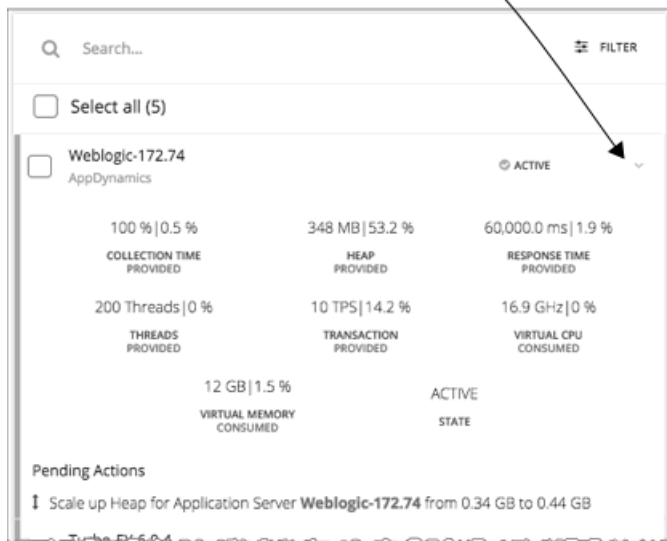 Search...
FILTER
Select all (5)
Weblogic-172.74
ACTIVE
AppDynamics
100 %|0.5 %
348 MB|53.2 %
60,000.0 ms|1.9 %
COLLECTION TIME
HEAP
RESPONSE TIME
PROVIDED
PROVIDED
PROVIDED
200 Threads|0 %
10 TPS|14.2 %
16.9 GHz|0 %
THREADS
TRANSACTION
VIRTUAL CPU
PROVIDED
PROVIDED
CONSUMED
12 GB|1.5 %
ACTIVE
VIRTUAL MEMORY
STATE
CONSUMED
Pending Actions
Scale up Heap for Application Server Weblogic-172.74 from 0.34 GB to 0.44 GB